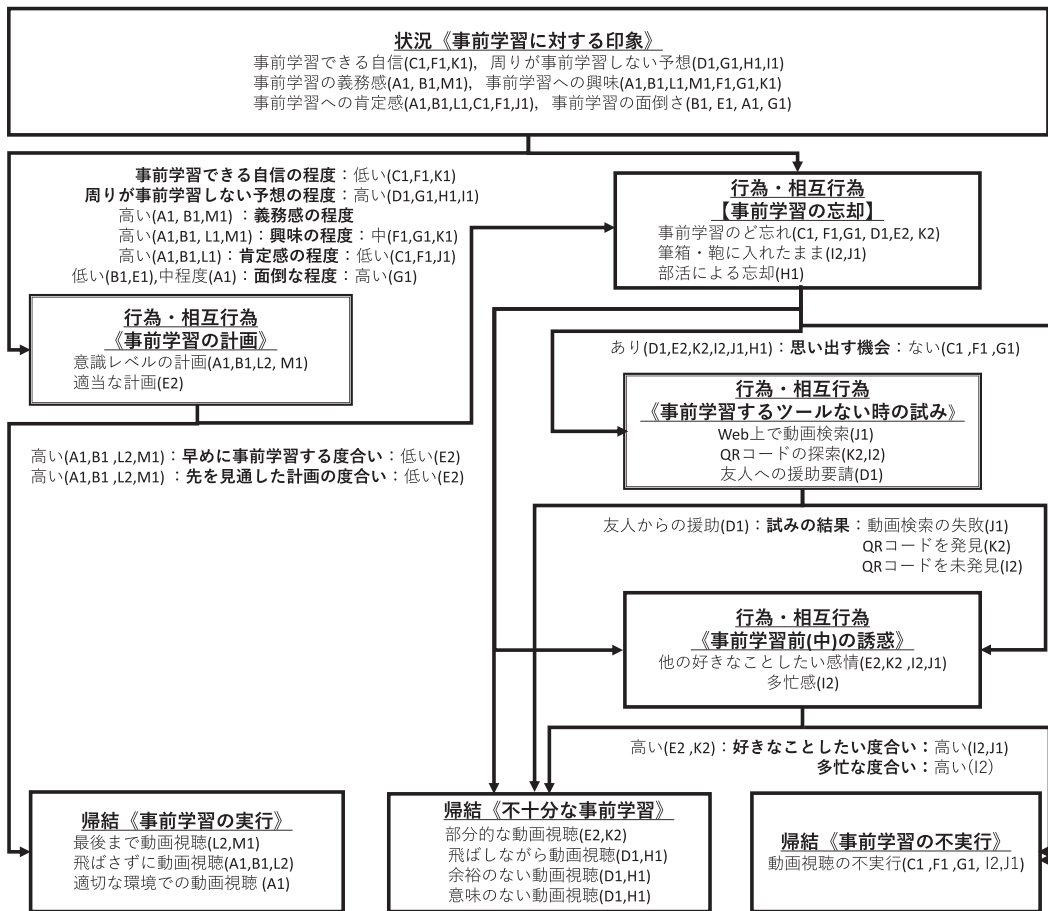 状況《事前学習に対する印象》
事前学習できる自信(C1,F1,K1)，周りが事前学習しない予想(D1,G1,H1,I1)
事前学習の義務感(A1, B1,M1)，事前学習への興味(A1,B1,L1,M1,F1,G1,K1)
事前学習への肯定感(A1,B1,L1,C1,F1,J1)，事前学習の面倒さ(B1, E1, A1, G1)
事前学習できる自信の程度：低い(C1,F1,K1)
周りが事前学習しない予想の程度：高い(D1,G1,H1,I1)
高い(A1, B1,M1)：義務感の程度
高い(A1,B1, L1,M1)：興味の程度：中(F1,G1,K1)
高い(A1,B1,L1)：肯定感の程度：低い(C1,F1,J1)
低い(B1,E1),中程度(A1)：面倒な程度：高い(G1)
行為・相互行為
【事前学習の忘却】
事前学習のど忘れ(C1, F1,G1, D1,E2, K2)
筆箱・鞄に入れたまま(I2,J1)
部活による忘却(H1)
行為・相互行為
《事前学習の計画》
意識レベルの計画(A1,B1,L2, M1)
適当な計画(E2)
あり(D1,E2,K2,I2,J1,H1)：思い出す機会：ない(C1 ,F1 ,G1)
行為・相互行為
《事前学習するツールない時の試み》
Web上で動画検索(J1)
QRコードの探索(K2,I2)
友人への援助要請(D1)
高い(A1,B1 ,L2,M1)：早めに事前学習する度合い：低い(E2)
高い(A1,B1 ,L2,M1)：先を見通した計画の度合い：低い(E2)
友人からの援助(D1)：試みの結果：動画検索の失敗(J1)
QRコードを発見(K2)
QRコードを未発見(I2)
行為・相互行為
《事前学習前(中)の誘惑》
他の好きなことしたい感情(E2,K2 ,I2,J1)
多忙感(I2)
高い(E2 ,K2)：好きなことしたい度合い：高い(I2,J1)
多忙な度合い：高い(I2)
帰結《事前学習の実行》
最後まで動画視聴(L2,M1)
飛ばさずに動画視聴(A1,B1,L2)
適切な環境での動画視聴 (A1)
帰結《不十分な事前学習》
部分的な動画視聴(E2,K2)
飛ばしながら動画視聴(D1,H1)
余裕のない動画視聴(D1,H1)
意味のない動画視聴(D1,H1)
帰結《事前学習の不実行》
動画視聴の不実行(C1 ,F1 ,G1, I2,J1)